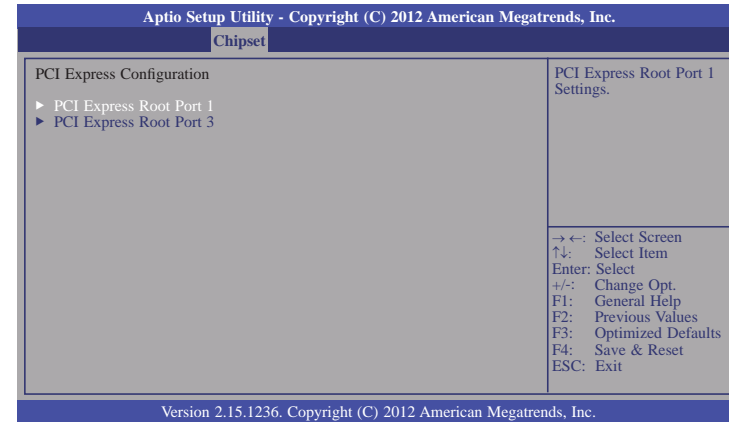 Aptio Setup Utility - Copyright (C) 2012 American Megatrends, Inc.
Chipset
PCI Express Configuration
► PCI Express Root Port 1
► PCI Express Root Port 3
PCI Express Root Port 1
Settings.
→←: Select Screen
↑↓: Select Item
Enter: Select
+/-: Change Opt.
F1: General Help
F2: Previous Values
F3: Optimized Defaults
F4: Save & Reset
ESC: Exit
Version 2.15.1236. Copyright (C) 2012 American Megatrends, Inc.